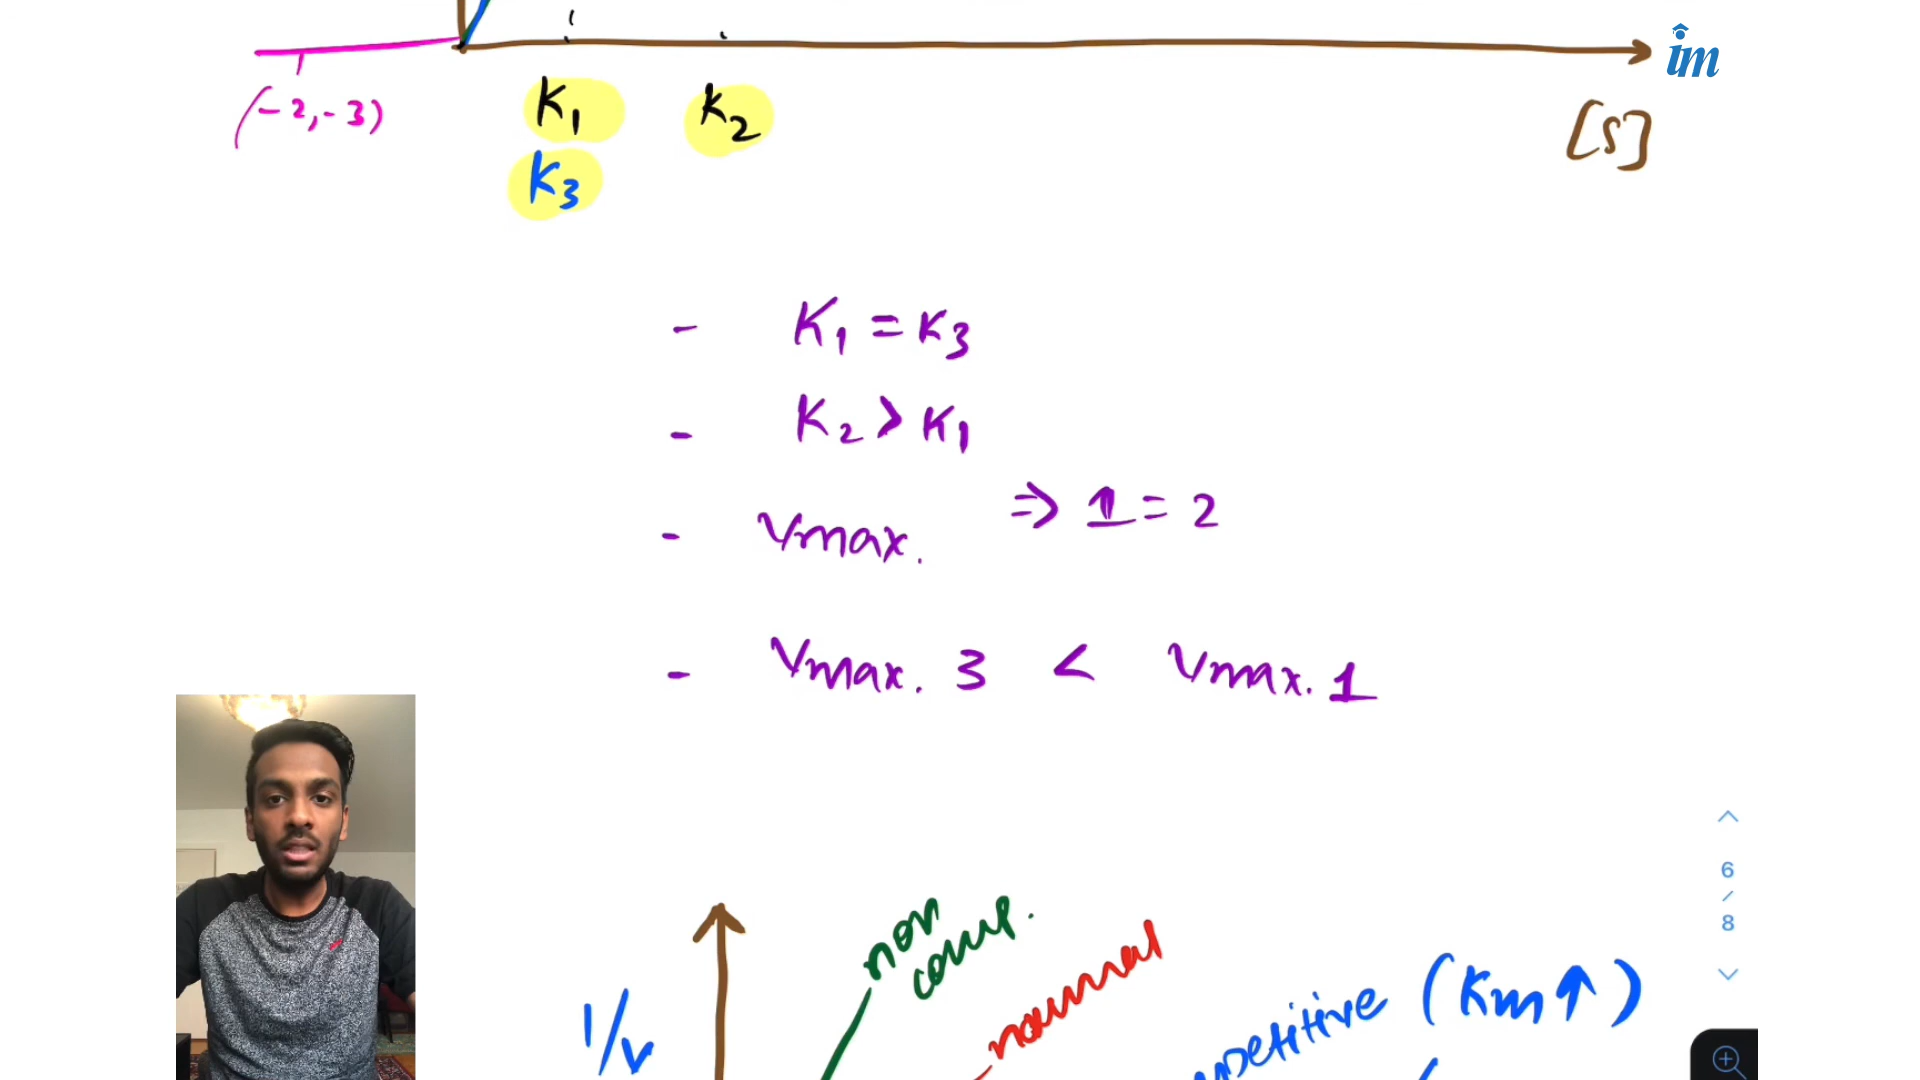 im
(-2,-3)
K1
K2
[S]
K3
- K1 = K3
- K2 > K1
- Vmax. => 1 = 2
- Vmax. 3 < Vmax. 1
6
/
8
non
comp.
normal
(Km↑)
1/v